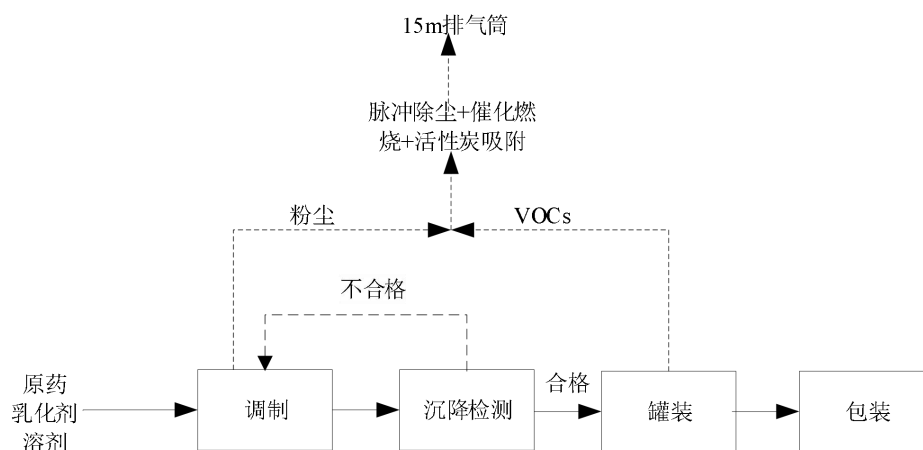 15m排气筒
脉冲除尘+催化燃
烧+活性炭吸附
粉尘
VOCs
不合格
原药
乳化剂
溶剂
调制
沉降检测
合格
罐装
包装